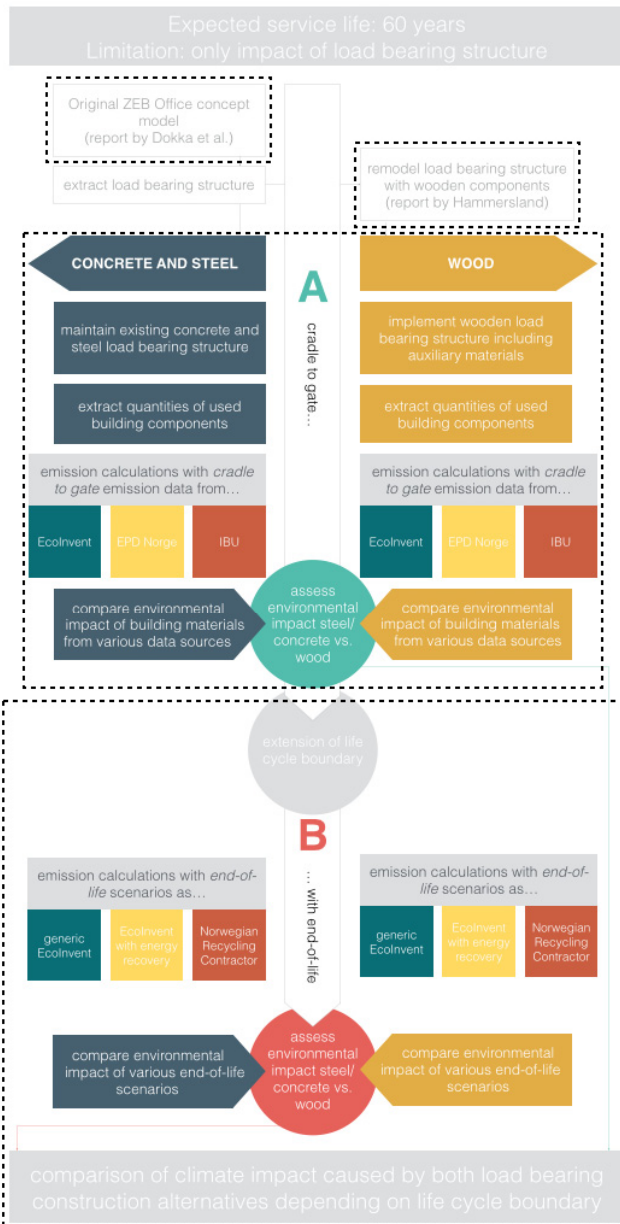 Expected service life: 60 years
Limitation: only impact of load bearing structure
Original ZEB Office concept
model
(report by Dokka et al.)
extract load bearing structure
remodel load bearing structure
with wooden components
(report by Hammersland)
CONCRETE AND STEEL
A
WOOD
cradle to gate...
maintain existing concrete and
steel load bearing structure
implement wooden load
bearing structure including
auxiliary materials
extract quantities of used
building components
extract quantities of used
building components
emission calculations with cradle
to gate emission data from...
emission calculations with cradle
to gate emission data from...
EcoInvent
EPD Norge
IBU
EcoInvent
EPD Norge
IBU
compare environmental
impact of building materials
from various data sources
assess
environmental
impact steel/
concrete vs.
wood
compare environmental
impact of building materials
from various data sources
extension of life
cycle boundary
B
... with end-of-life
emission calculations with end-of-
life scenarios as...
emission calculations with end-of-
life scenarios as...
generic
EcoInvent
EcoInvent
with energy
recovery
Norwegian
Recycling
Contractor
generic
EcoInvent
EcoInvent
with energy
recovery
Norwegian
Recycling
Contractor
compare environmental
impact of various end-of-life
scenarios
assess
environmental
impact steel/
concrete vs.
wood
compare environmental
impact of various end-of-life
scenarios
comparison of climate impact caused by both load bearing
construction alternatives depending on life cycle boundary